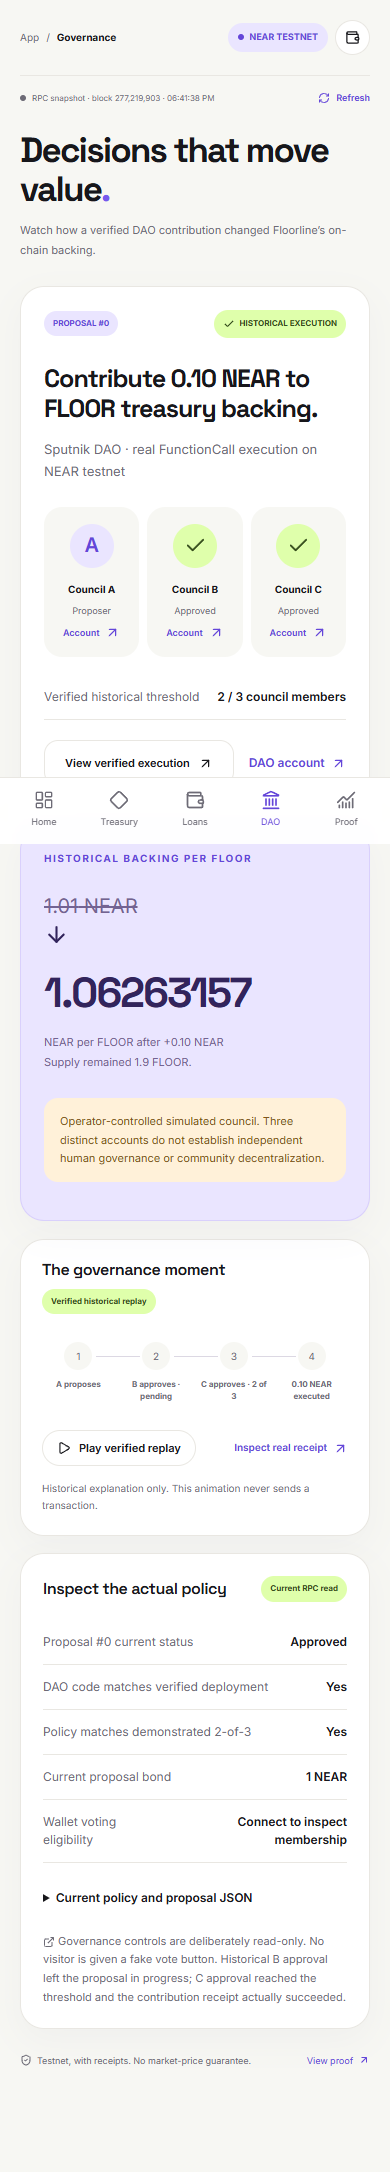 App / Governance
NEAR TESTNET
RPC snapshot · block 277,219,903 · 06:41:38 PM
Refresh
Decisions that move
value.
Watch how a verified DAO contribution changed Floorline's on-
chain backing.
PROPOSAL #0
HISTORICAL EXECUTION
Contribute 0.10 NEAR to
FLOOR treasury backing.
Sputnik DAO · real FunctionCall execution on
NEAR testnet
A
Council A
Proposer
Account
Council B
Approved
Account
Council C
Approved
Account
Verified historical threshold
2 / 3 council members
View verified execution
DAO account
Home
Treasury
Loans
DAO
Proof
HISTORICAL BACKING PER FLOOR
1.01 NEAR
1.06263157
NEAR per FLOOR after +0.10 NEAR
Supply remained 1.9 FLOOR.
Operator-controlled simulated council. Three
distinct accounts do not establish independent
human governance or community decentralization.
The governance moment
Verified historical replay
1
2
3
4
A proposes
B approves ·
pending
C approves · 2 of
3
0.10 NEAR
executed
Play verified replay
Inspect real receipt
Historical explanation only. This animation never sends a
transaction.
Inspect the actual policy
Current RPC read
Proposal #0 current status
Approved
DAO code matches verified deployment
Yes
Policy matches demonstrated 2-of-3
Yes
Current proposal bond
1 NEAR
Wallet voting
eligibility
Connect to inspect
membership
Current policy and proposal JSON
Governance controls are deliberately read-only. No
visitor is given a fake vote button. Historical B approval
left the proposal in progress; C approval reached the
threshold and the contribution receipt actually succeeded.
Testnet, with receipts. No market-price guarantee.
View proof